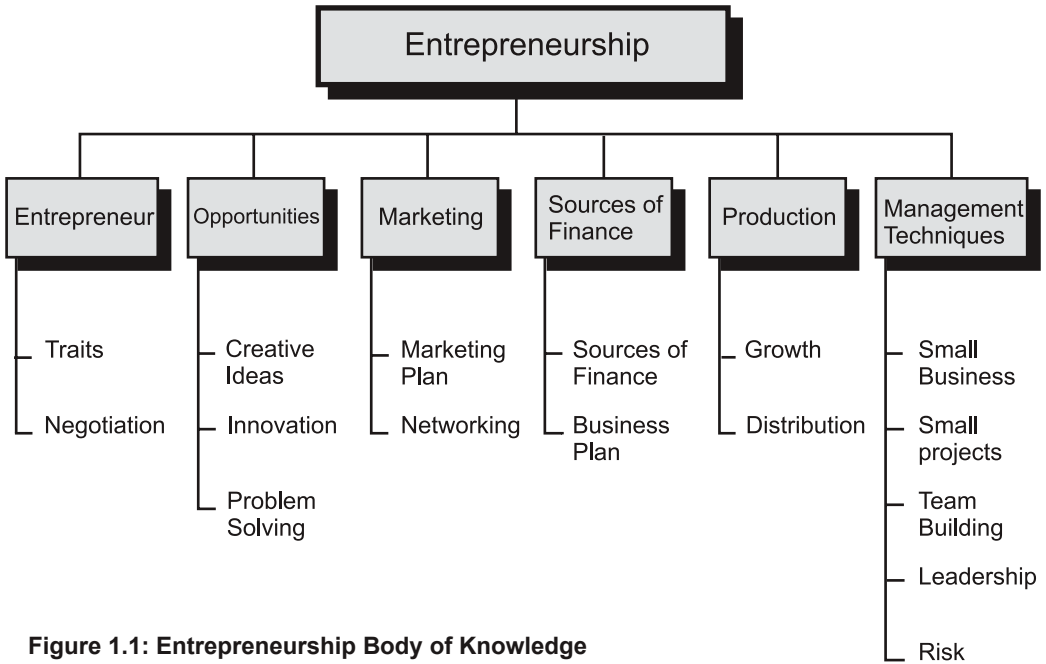 Entrepreneurship
Entrepreneur
Opportunities
Marketing
Sources of
Finance
Production
Management
Techniques
Traits
Negotiation
Creative
Ideas
Innovation
Problem
Solving
Marketing
Plan
Networking
Sources of
Finance
Business
Plan
Growth
Distribution
Small
Business
Small
projects
Team
Building
Leadership
Risk
Figure 1.1: Entrepreneurship Body of Knowledge